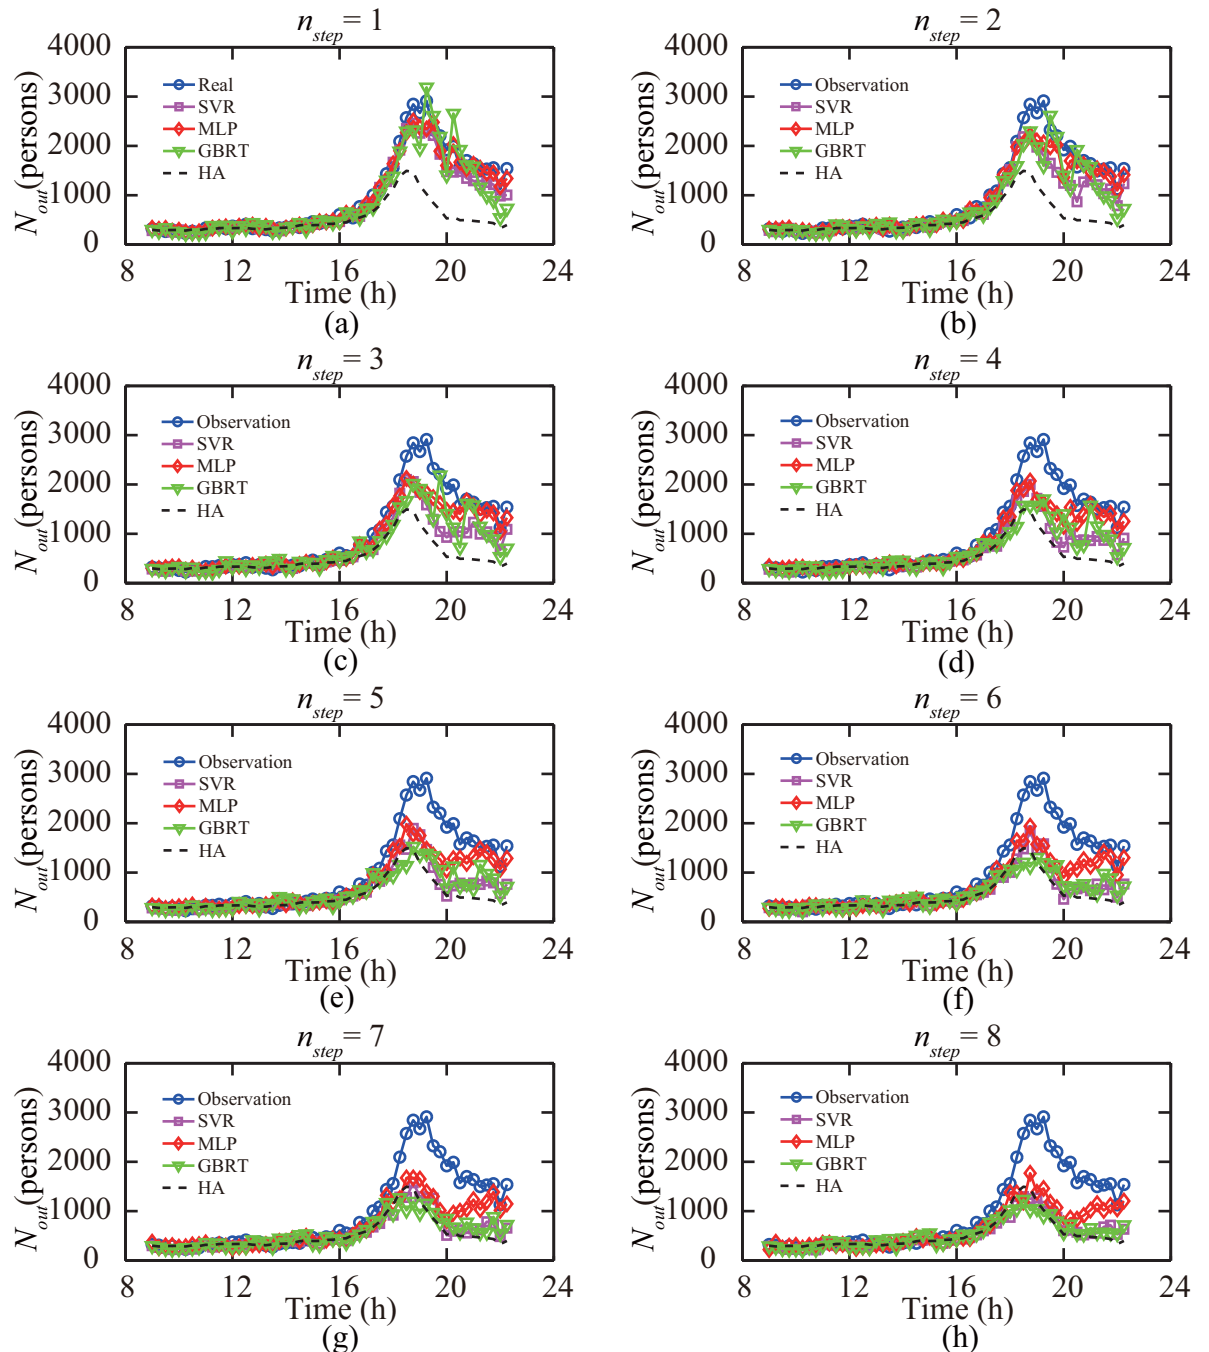 n_step = 1
4000
3000
2000
1000
0
N_out (persons)
Real
SVR
MLP
GBRT
HA
8 12 16 20 24
Time (h)
(a)
n_step = 2
4000
3000
2000
1000
0
N_out (persons)
Observation
SVR
MLP
GBRT
HA
8 12 16 20 24
Time (h)
(b)
n_step = 3
4000
3000
2000
1000
0
N_out (persons)
Observation
SVR
MLP
GBRT
HA
8 12 16 20 24
Time (h)
(c)
n_step = 4
4000
3000
2000
1000
0
N_out (persons)
Observation
SVR
MLP
GBRT
HA
8 12 16 20 24
Time (h)
(d)
n_step = 5
4000
3000
2000
1000
0
N_out (persons)
Observation
SVR
MLP
GBRT
HA
8 12 16 20 24
Time (h)
(e)
n_step = 6
4000
3000
2000
1000
0
N_out (persons)
Observation
SVR
MLP
GBRT
HA
8 12 16 20 24
Time (h)
(f)
n_step = 7
4000
3000
2000
1000
0
N_out (persons)
Observation
SVR
MLP
GBRT
HA
8 12 16 20 24
Time (h)
(g)
n_step = 8
4000
3000
2000
1000
0
N_out (persons)
Observation
SVR
MLP
GBRT
HA
8 12 16 20 24
Time (h)
(h)